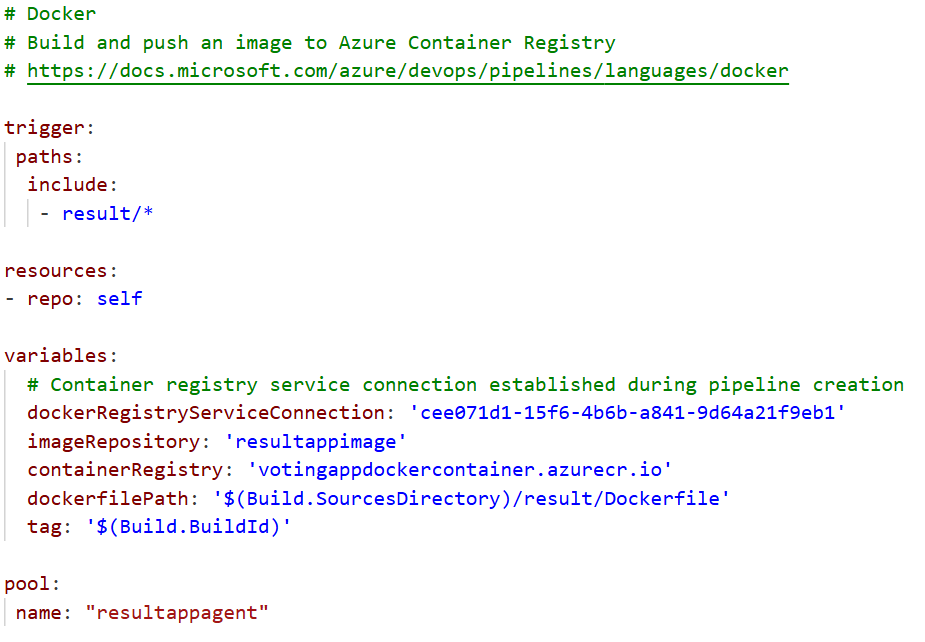 # Docker
# Build and push an image to Azure Container Registry
# https://docs.microsoft.com/azure/devops/pipelines/languages/docker
trigger:
 paths:
  include:
   - result/*
resources:
- repo: self
variables:
  # Container registry service connection established during pipeline creation
  dockerRegistryServiceConnection: 'cee071d1-15f6-4b6b-a841-9d64a21f9eb1'
  imageRepository: 'resultappimage'
  containerRegistry: 'votingappdockercontainer.azurecr.io'
  dockerfilePath: '$(Build.SourcesDirectory)/result/Dockerfile'
  tag: '$(Build.BuildId)'
pool:
 name: "resultappagent"